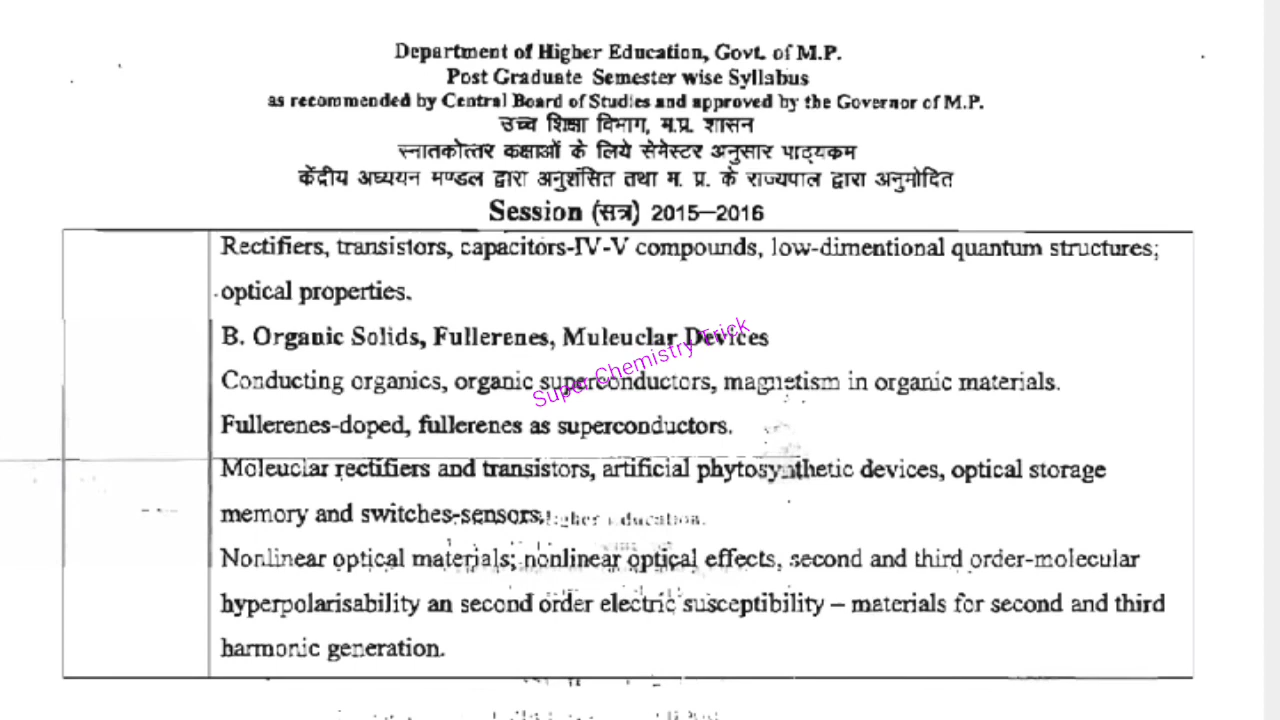 Department of Higher Education, Govt. of M.P.
Post Graduate Semester wise Syllabus
as recommended by Central Board of Studies and approved by the Governor of M.P.
उच्च शिक्षा विभाग, म.प्र. शासन
स्नातकोत्तर कक्षाओं के लिये सेमेस्टर अनुसार पाठ्यकम
केंद्रीय अध्ययन मण्डल द्वारा अनुशंसित तथा म. प्र. के राज्यपाल द्वारा अनुमोदित
Session (सत्र) 2015–2016
Rectifiers, transistors, capacitors-IV-V compounds, low-dimentional quantum structures;
optical properties.
B. Organic Solids, Fullerenes, Muleuclar Devices
Super Chemistry Trick
Conducting organics, organic superconductors, magnetism in organic materials.
Fullerenes-doped, fullerenes as superconductors.
Moleuclar rectifiers and transistors, artificial phytosynthetic devices, optical storage
memory and switches-sensors.
Higher Education.
Nonlinear optical materials; nonlinear optical effects, second and third order-molecular
hyperpolarisability an second order electric susceptibility – materials for second and third
harmonic generation.